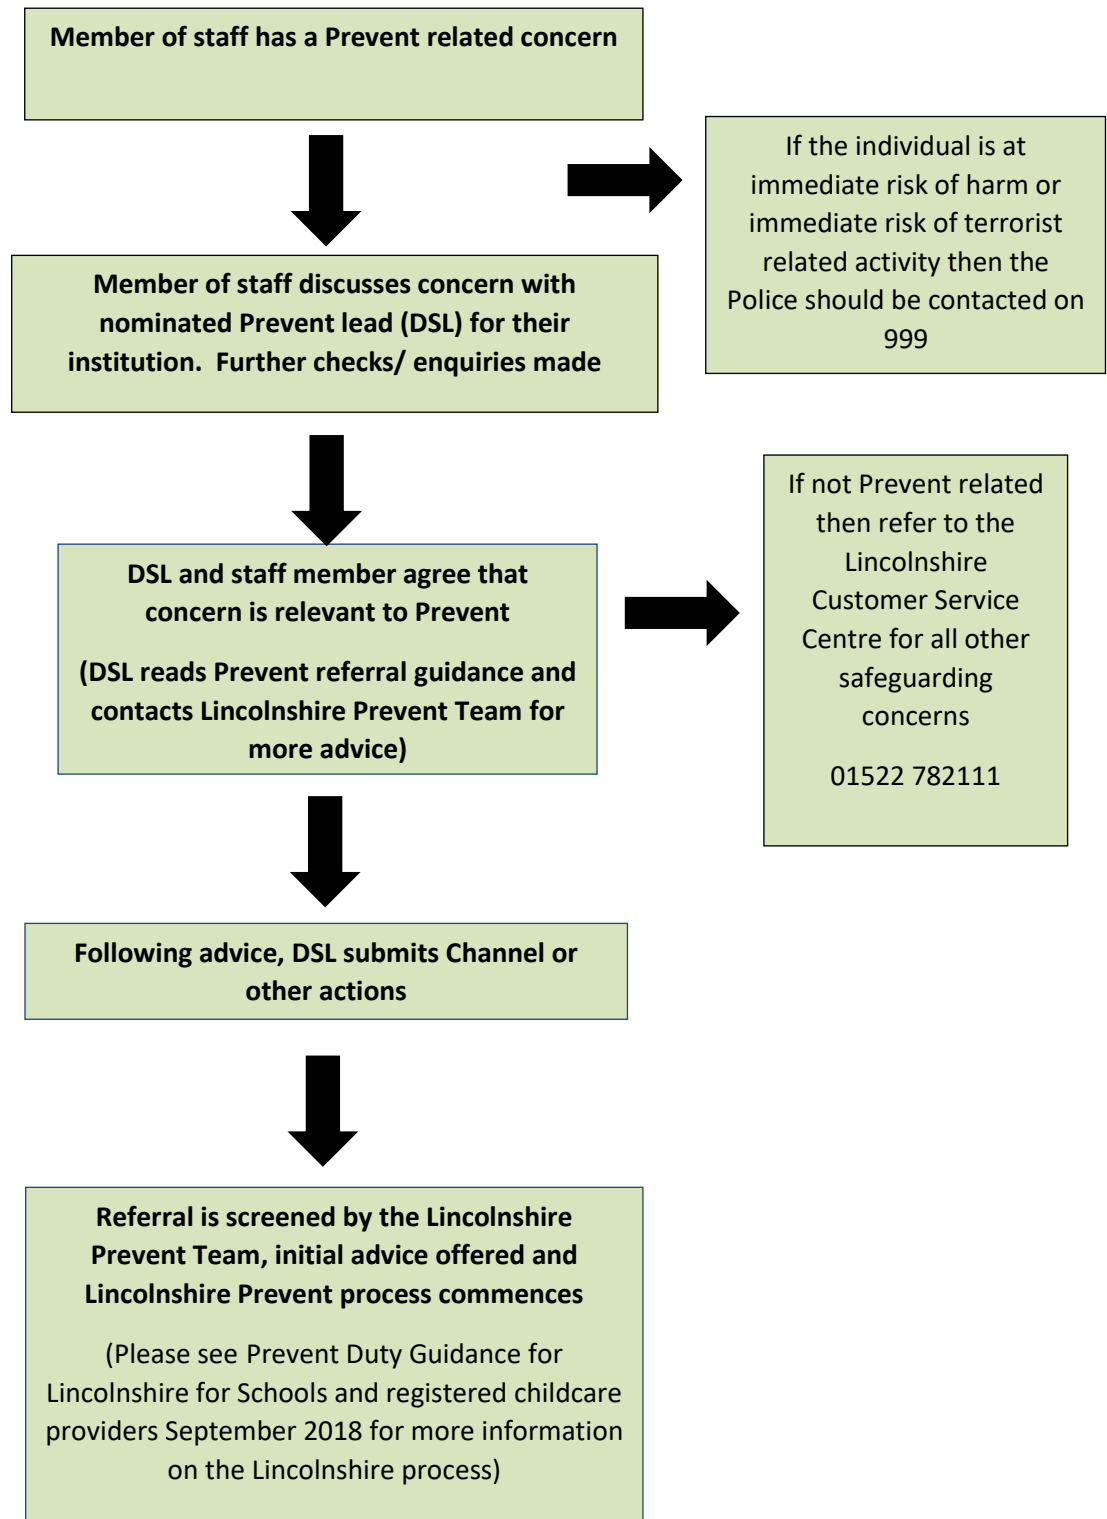 Member of staff has a Prevent related concern
If the individual is at
immediate risk of harm or
immediate risk of terrorist
related activity then the
Police should be contacted on
999
Member of staff discusses concern with
nominated Prevent lead (DSL) for their
institution.  Further checks/ enquiries made
If not Prevent related
then refer to the
Lincolnshire
Customer Service
Centre for all other
safeguarding
concerns
01522 782111
DSL and staff member agree that
concern is relevant to Prevent
(DSL reads Prevent referral guidance and
contacts Lincolnshire Prevent Team for
more advice)
Following advice, DSL submits Channel or
other actions
Referral is screened by the Lincolnshire
Prevent Team, initial advice offered and
Lincolnshire Prevent process commences
(Please see Prevent Duty Guidance for
Lincolnshire for Schools and registered childcare
providers September 2018 for more information
on the Lincolnshire process)